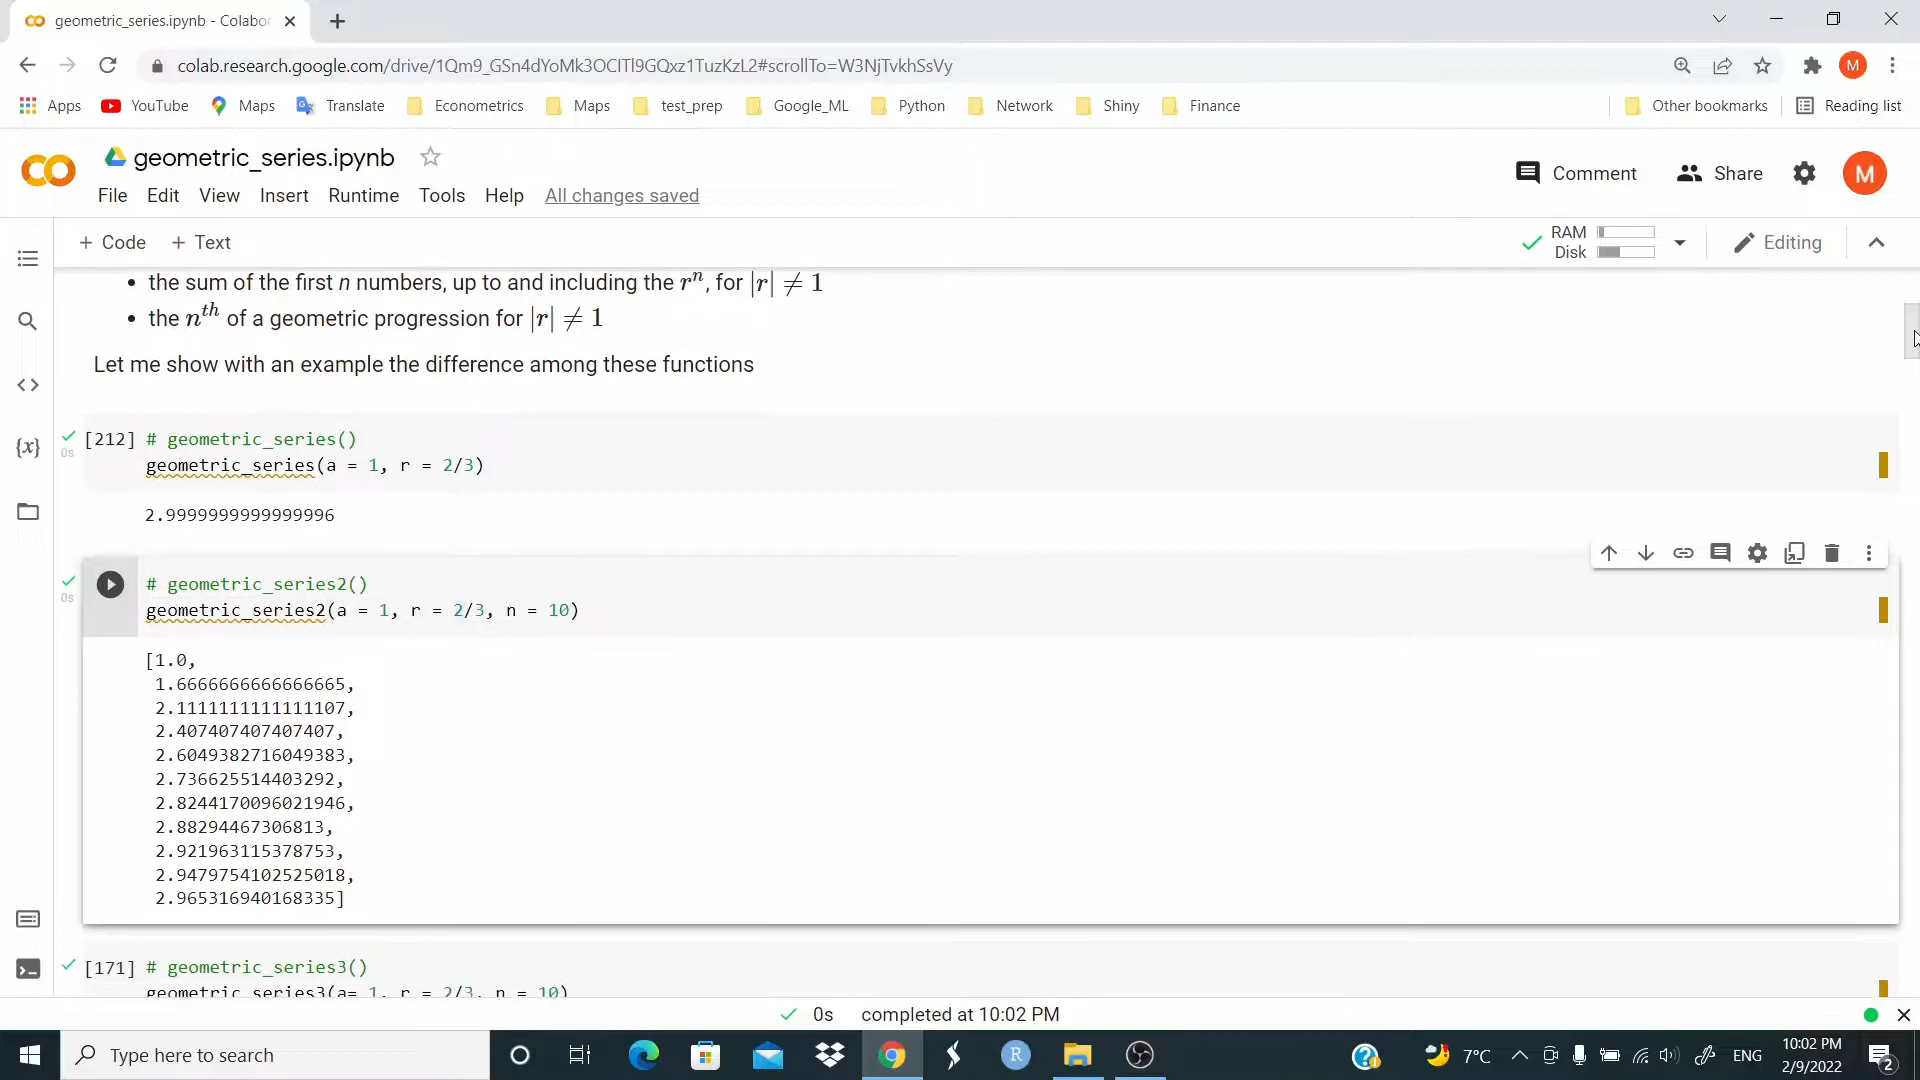 geometric_series.ipynb - Colabor
colab.research.google.com/drive/1Qm9_GSn4dYoMk3OCITl9GQxz1TuzKzL2#scrollTo=W3NjTvkhSsVy
M
Apps YouTube Maps Translate Econometrics Maps test_prep Google_ML Python Network Shiny Finance Other bookmarks Reading list
geometric_series.ipynb
Comment Share M
File Edit View Insert Runtime Tools Help All changes saved
+ Code + Text
RAM
Disk
Editing
• the sum of the first n numbers, up to and including the rⁿ, for |r| ≠ 1
• the nᵗʰ of a geometric progression for |r| ≠ 1
Let me show with an example the difference among these functions
{x}
[212] # geometric_series()
0s
geometric_series(a = 1, r = 2/3)
2.9999999999999996
# geometric_series2()
0s
geometric_series2(a = 1, r = 2/3, n = 10)
[1.0,
1.6666666666666665,
2.1111111111111107,
2.407407407407407,
2.6049382716049383,
2.736625514403292,
2.8244170096021946,
2.88294467306813,
2.921963115378753,
2.9479754102525018,
2.965316940168335]
[171] # geometric_series3()
geometric_series3(a= 1, r = 2/3, n = 10)
0s completed at 10:02 PM
Type here to search
R
7°C
ENG
10:02 PM
2/9/2022
2